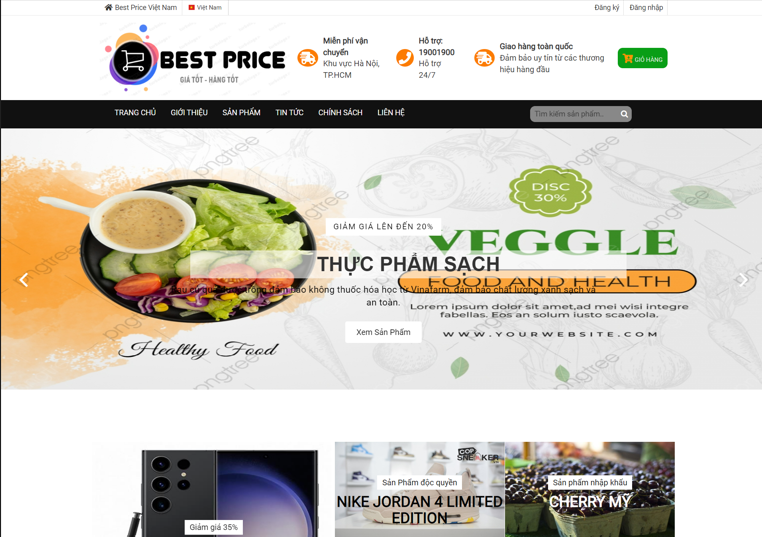 Best Price Việt Nam
Việt Nam
Đăng ký
Đăng nhập
BEST PRICE
GIÁ TỐT - HÀNG TỐT
Miễn phí vận
chuyển
Khu vực Hà Nội,
TP.HCM
Hỗ trợ:
19001900
Hỗ trợ
24/7
Giao hàng toàn quốc
Đảm bảo uy tín từ các thương
hiệu hàng đầu
GIỎ HÀNG
TRANG CHỦ
GIỚI THIỆU
SẢN PHẨM
TIN TỨC
CHÍNH SÁCH
LIÊN HỆ
Tìm kiếm sản phẩm..
pngtree
DISC
30%
GIẢM GIÁ LÊN ĐẾN 20%
VEGGLE
THỰC PHẨM SẠCH
FOOD AND HEALTH
Rau củ quả được trồng đảm bảo không thuốc hóa học từ Vinafarm, đảm bảo chất lượng xanh sạch và
an toàn.
Lorem ipsum dolor sit amet,ad mei wisi integre
fabellas. Eos an solum iusto scaevola.
Xem Sản Phẩm
WWW.YOURWEBSITE.COM
Healthy Food
COP
SNEAKER
Giảm giá 35%
Sản Phẩm độc quyền
NIKE JORDAN 4 LIMITED
EDITION
Sản phẩm nhập khẩu
CHERRY MỸ